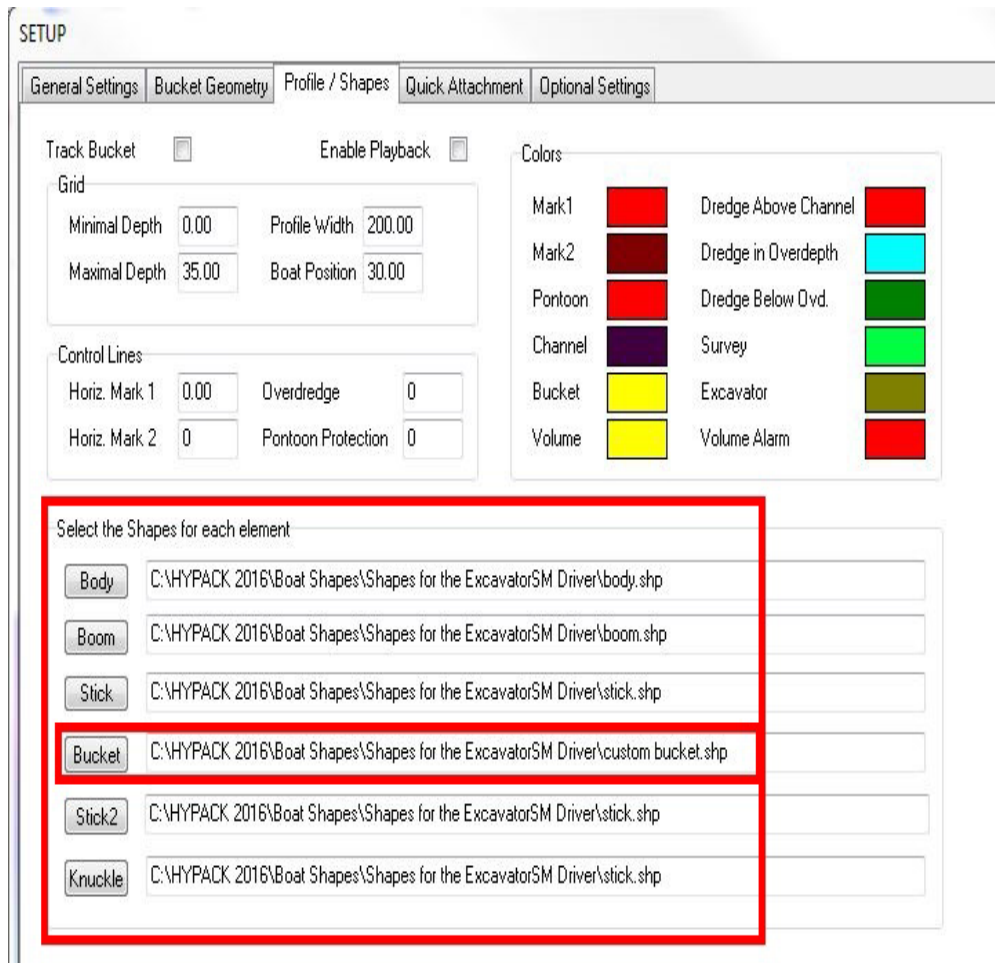 SETUP
General Settings Bucket Geometry Profile / Shapes Quick Attachment Optional Settings
Track Bucket Enable Playback
Grid
Minimal Depth 0.00 Profile Width 200.00
Maximal Depth 35.00 Boat Position 30.00
Control Lines
Horiz. Mark 1 0.00 Overdredge 0
Horiz. Mark 2 0 Pontoon Protection 0
Colors
Mark1 Dredge Above Channel
Mark2 Dredge in Overdepth
Pontoon Dredge Below Ovd.
Channel Survey
Bucket Excavator
Volume Volume Alarm
Select the Shapes for each element
Body C:\HYPACK 2016\Boat Shapes\Shapes for the ExcavatorSM Driver\body.shp
Boom C:\HYPACK 2016\Boat Shapes\Shapes for the ExcavatorSM Driver\boom.shp
Stick C:\HYPACK 2016\Boat Shapes\Shapes for the ExcavatorSM Driver\stick.shp
Bucket C:\HYPACK 2016\Boat Shapes\Shapes for the ExcavatorSM Driver\custom bucket.shp
Stick2 C:\HYPACK 2016\Boat Shapes\Shapes for the ExcavatorSM Driver\stick.shp
Knuckle C:\HYPACK 2016\Boat Shapes\Shapes for the ExcavatorSM Driver\stick.shp